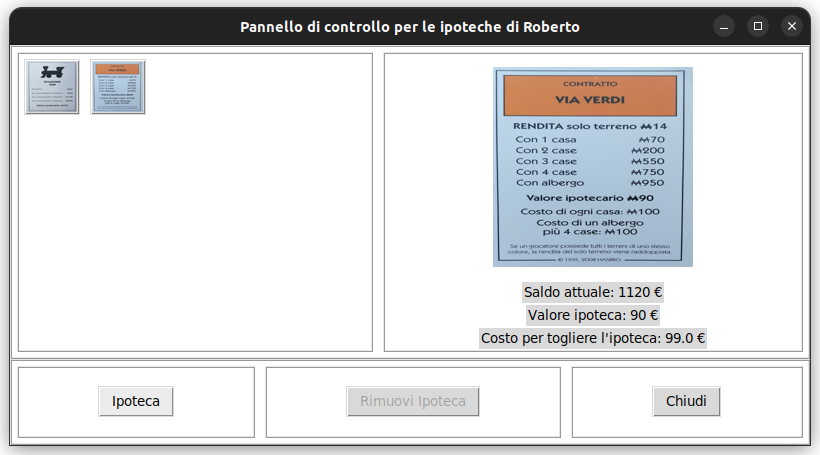 Pannello di controllo per le ipoteche di Roberto
CONTRATTO
VIA VERDI
RENDITA solo terreno ₩14
Con 1 casa ₩70
Con 2 case ₩200
Con 3 case ₩550
Con 4 case ₩750
Con albergo ₩950
Valore ipotecario ₩90
Costo di ogni casa: ₩100
Costo di un albergo
più 4 case: ₩100
Se un giocatore possiede tutti i terreni di uno stesso
colore, la rendita del solo terreno viene raddoppiata.
© 1935, 2008 HASBRO.
Saldo attuale: 1120 €
Valore ipoteca: 90 €
Costo per togliere l'ipoteca: 99.0 €
Ipoteca
Rimuovi Ipoteca
Chiudi